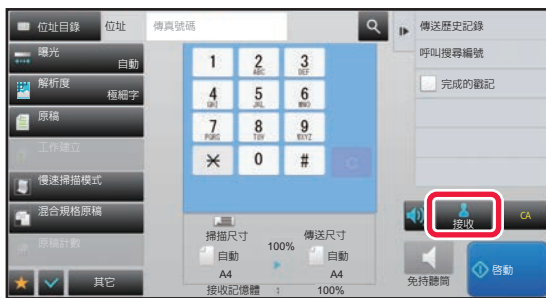 位址目錄
位址
傳真號碼
傳送歷史記錄
呼叫搜尋編號
完成的戳記
曝光
自動
解析度
極細字
原稿
工作建立
慢速掃描模式
混合規格原稿
原稿計數
其它
1
2
ABC
3
DEF
4
GHI
5
JKL
6
MNO
7
PQRS
8
TUV
9
WXYZ
0
#
C
掃描尺寸
自動
A4
100%
傳送尺寸
自動
A4
接收記憶體 : 100%
接收
CA
免持聽筒
啓動